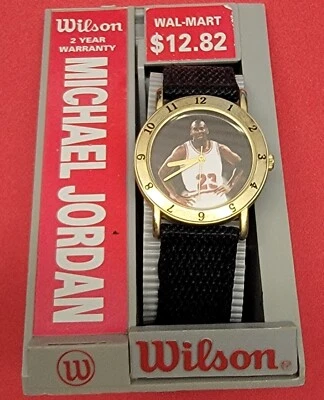 Wilson
2 YEAR
WARRANTY
MICHAEL JORDAN
WAL-MART
$12.82
12
1
2
3
4
5
6
7
8
9
10
11
23
W
Wilson®